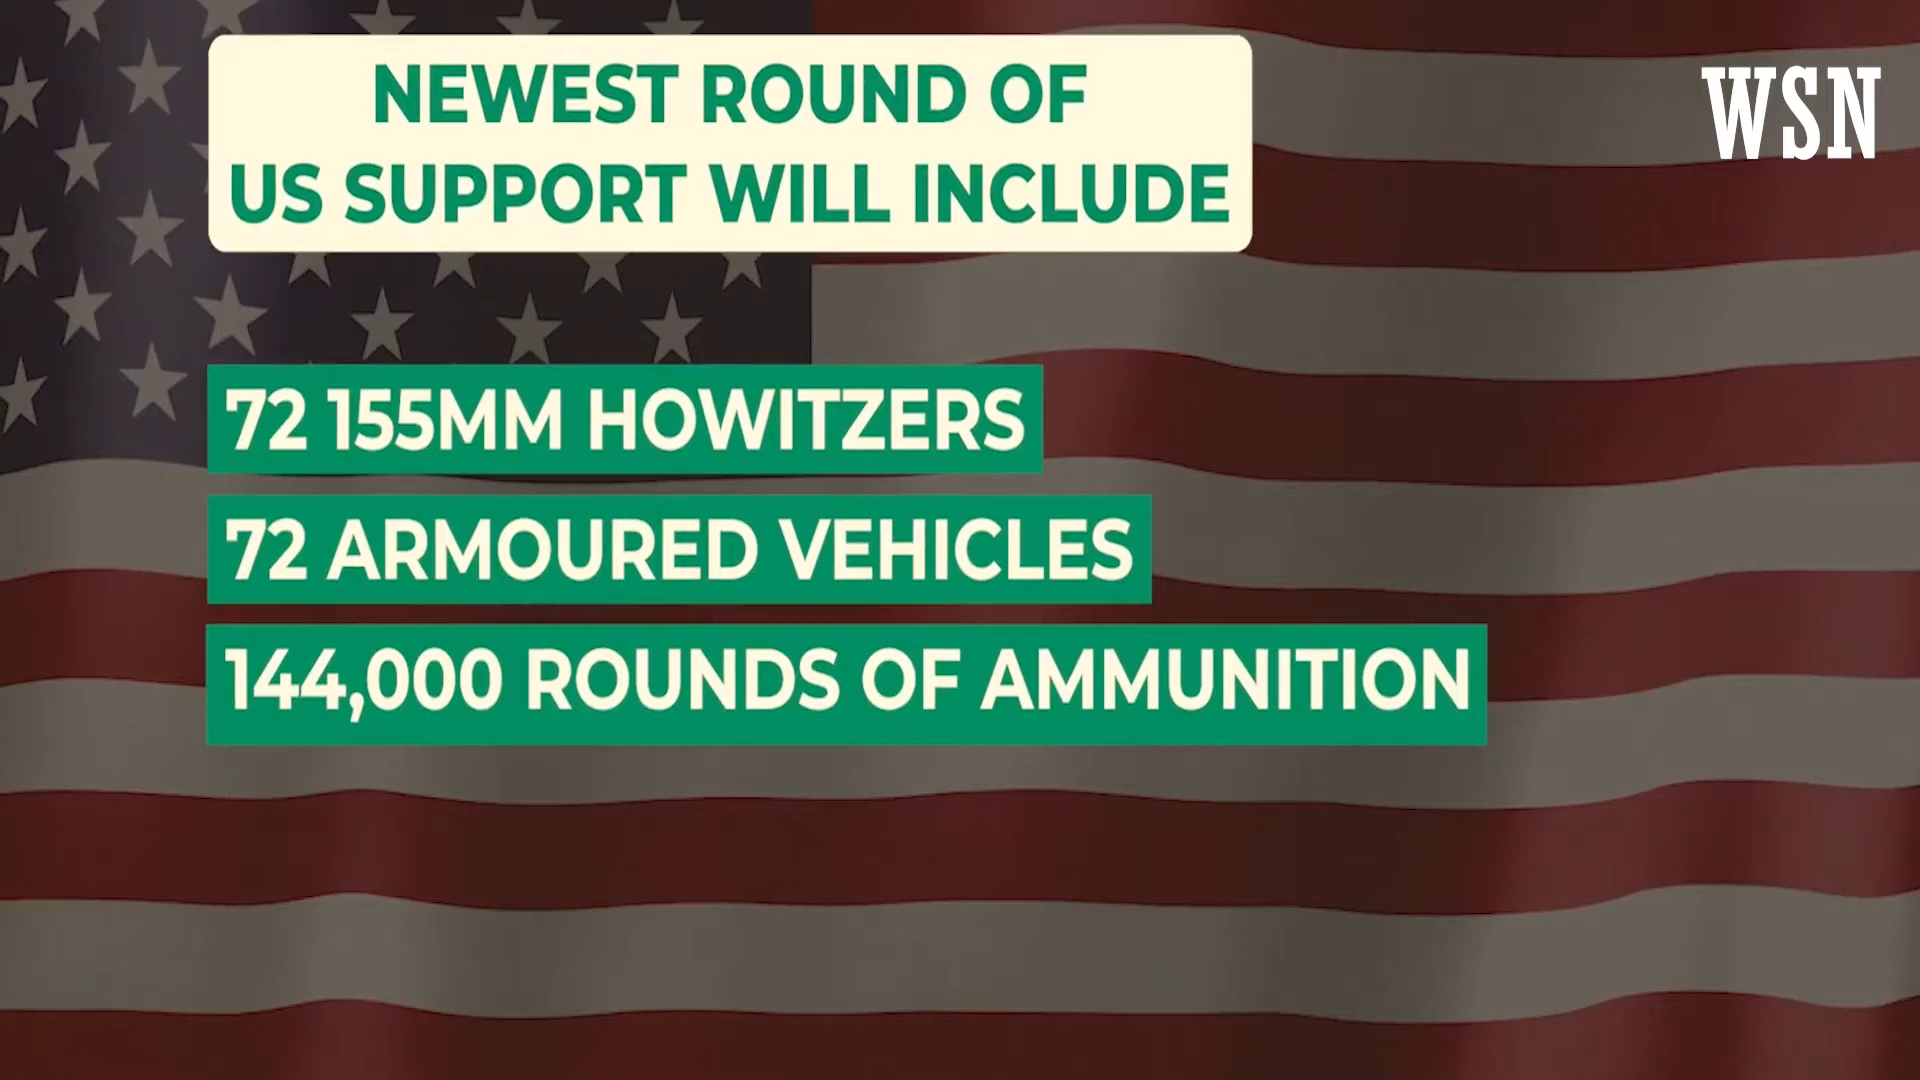 NEWEST ROUND OF
US SUPPORT WILL INCLUDE
WSN
72 155MM HOWITZERS
72 ARMOURED VEHICLES
144,000 ROUNDS OF AMMUNITION